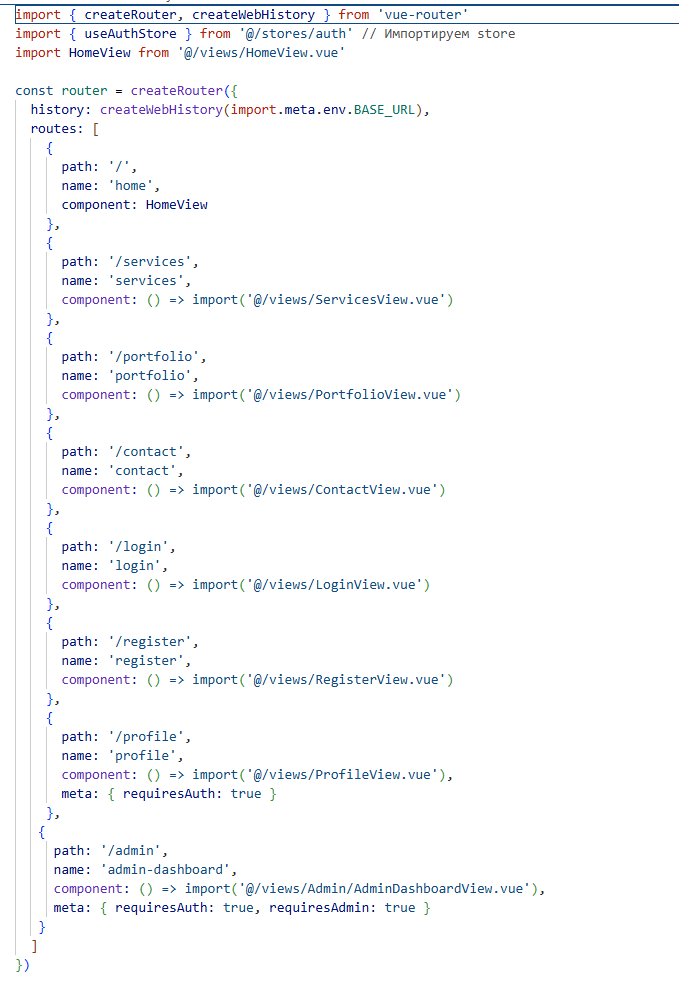 import { createRouter, createWebHistory } from 'vue-router'
import { useAuthStore } from '@/stores/auth' // Импортируем store
import HomeView from '@/views/HomeView.vue'

const router = createRouter({
  history: createWebHistory(import.meta.env.BASE_URL),
  routes: [
    {
      path: '/',
      name: 'home',
      component: HomeView
    },
    {
      path: '/services',
      name: 'services',
      component: () => import('@/views/ServicesView.vue')
    },
    {
      path: '/portfolio',
      name: 'portfolio',
      component: () => import('@/views/PortfolioView.vue')
    },
    {
      path: '/contact',
      name: 'contact',
      component: () => import('@/views/ContactView.vue')
    },
    {
      path: '/login',
      name: 'login',
      component: () => import('@/views/LoginView.vue')
    },
    {
      path: '/register',
      name: 'register',
      component: () => import('@/views/RegisterView.vue')
    },
    {
      path: '/profile',
      name: 'profile',
      component: () => import('@/views/ProfileView.vue'),
      meta: { requiresAuth: true }
    },
   {
     path: '/admin',
     name: 'admin-dashboard',
     component: () => import('@/views/Admin/AdminDashboardView.vue'),
     meta: { requiresAuth: true, requiresAdmin: true }
   }
  ]
})